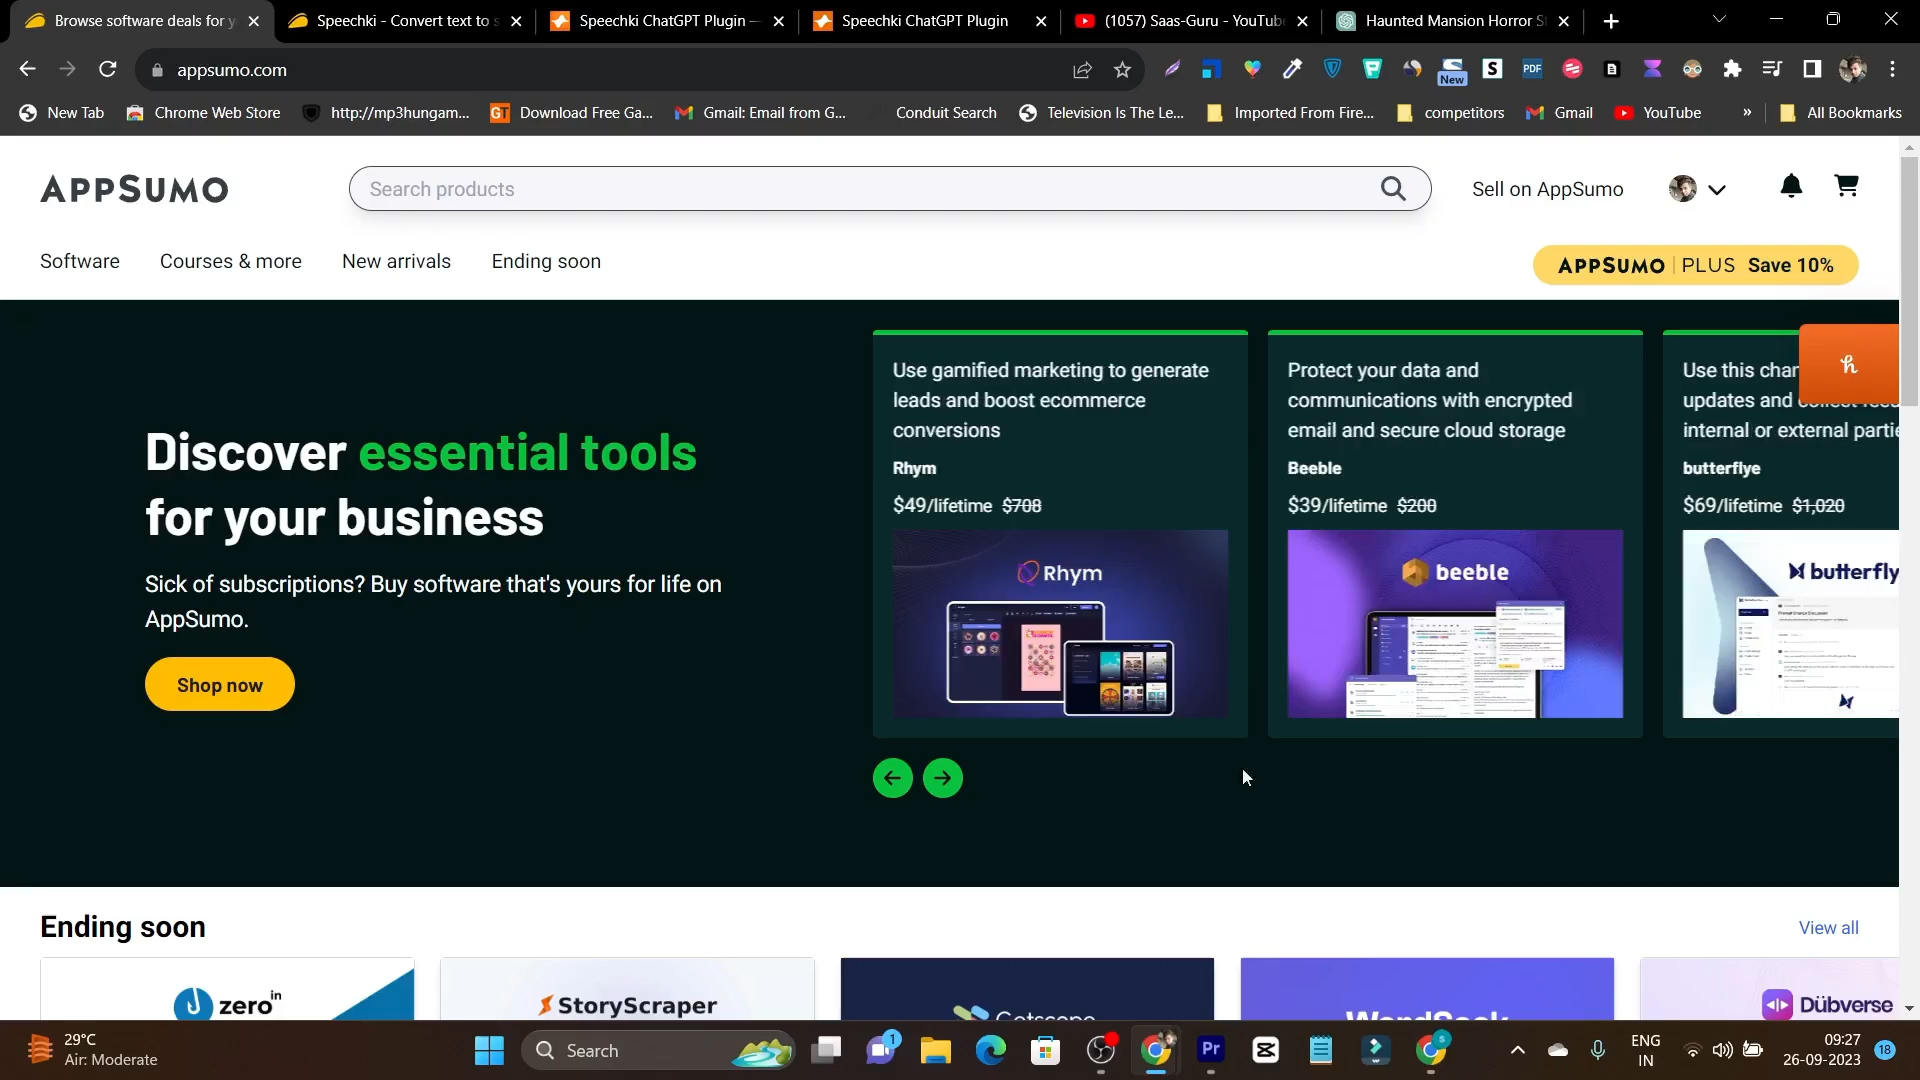 Browse software deals for y
Speechki - Convert text to s
Speechki ChatGPT Plugin –
Speechki ChatGPT Plugin
(1057) Saas-Guru - YouTube
Haunted Mansion Horror S
appsumo.com
New
PDF
New Tab
Chrome Web Store
http://mp3hungam...
GT
Download Free Ga...
Gmail: Email from G...
Conduit Search
Television Is The Le...
Imported From Fire...
competitors
Gmail
YouTube
»
All Bookmarks
APPSUMO
Search products
Sell on AppSumo
Software
Courses & more
New arrivals
Ending soon
APPSUMO PLUS Save 10%
Discover essential tools
for your business
Sick of subscriptions? Buy software that's yours for life on
AppSumo.
Shop now
Use gamified marketing to generate
leads and boost ecommerce
conversions
Rhym
$49/lifetime $708
Rhym
Protect your data and
communications with encrypted
email and secure cloud storage
Beeble
$39/lifetime $200
beeble
Use this
updates and
internal or external partie
butterflye
$69/lifetime $1,020
butterfly
Ending soon
View all
zeroin
StoryScraper
Dübverse
29°C
Air: Moderate
Search
1
Pr
ENG
IN
09:27
26-09-2023
18